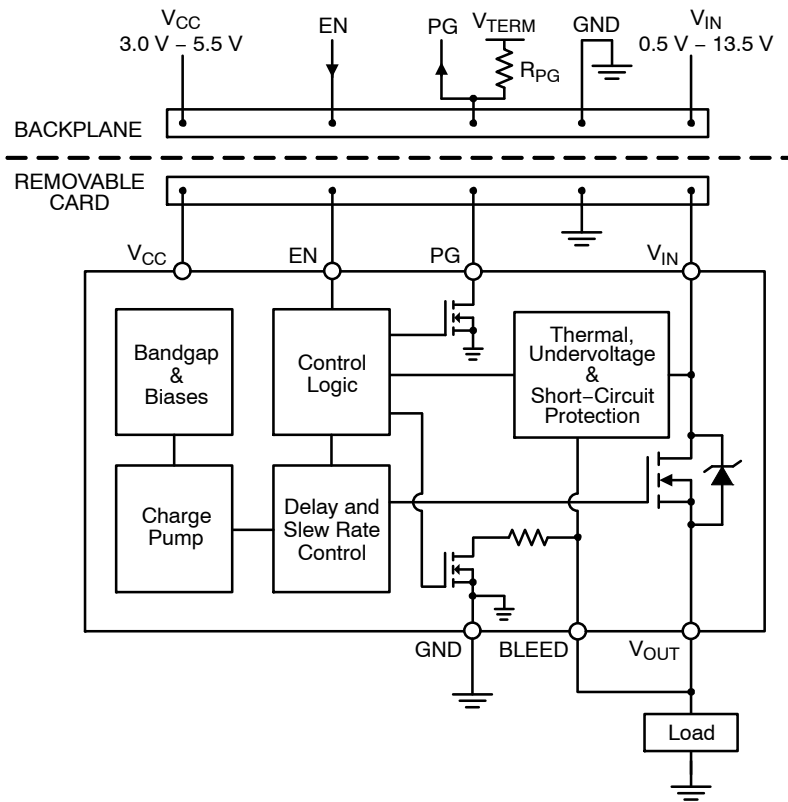 VCC
3.0 V – 5.5 V
EN
PG
VTERM
RPG
GND
VIN
0.5 V – 13.5 V
BACKPLANE
REMOVABLE
CARD
VCC
EN
PG
VIN
Bandgap
&
Biases
Control
Logic
Thermal,
Undervoltage
&
Short–Circuit
Protection
Charge
Pump
Delay and
Slew Rate
Control
GND
BLEED
VOUT
Load